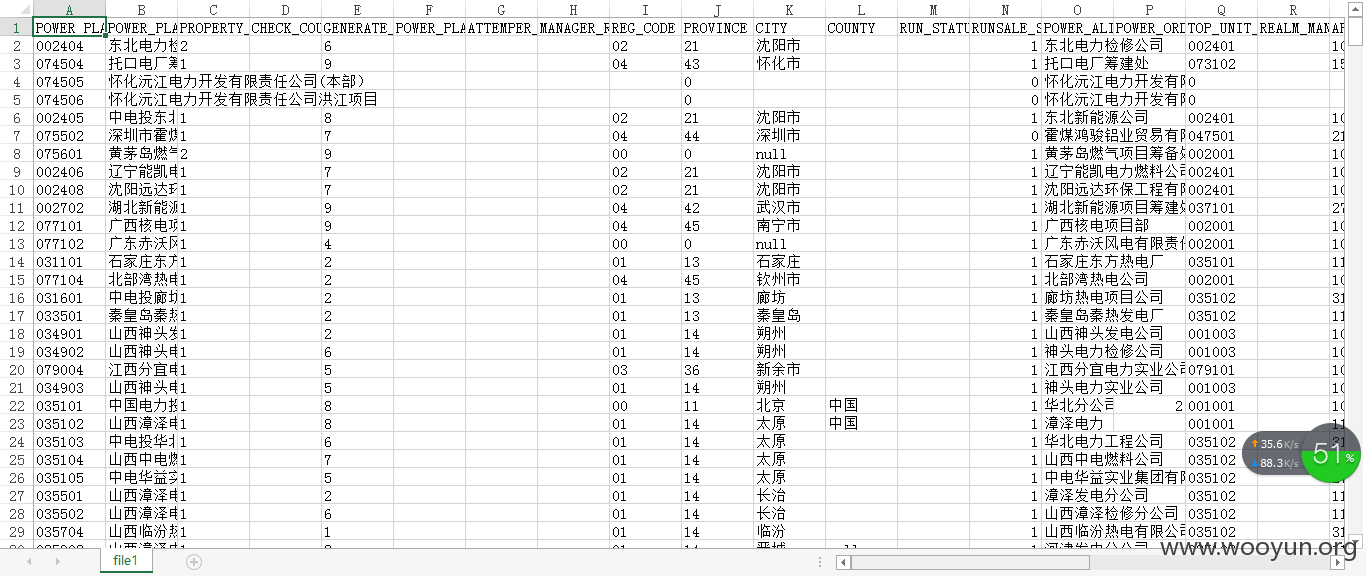 A B C D E F G H I J K L M N O P Q R
1 POWER_PLA POWER_PLA PROPERTY_ CHECK_COU GENERATE_ POWER_PLA ATTEMPER_ MANAGER_R REG_CODE PROVINCE CITY COUNTY RUN_STATU RUNSALE_S POWER_ALI POWER_ORD TOP_UNIT_ REALM_MAN AR
2 002404 东北电力检 2 6 02 21 沈阳市 1 东北电力检修公司 002401 10
3 074504 托口电厂筹 1 9 04 43 怀化市 1 托口电厂筹建处 073102 15
4 074505 怀化沅江电力开发有限责任公司(本部) 0 0 怀化沅江电力开发有限 0
5 074506 怀化沅江电力开发有限责任公司洪江项目 0 0 怀化沅江电力开发有限 0
6 002405 中电投东北 1 8 02 21 沈阳市 1 东北新能源公司 002401 10
7 075502 深圳市霍煤 1 7 04 44 深圳市 0 霍煤鸿骏铝业贸易有限 047501 21
8 075601 黄茅岛燃气 2 9 00 0 null 1 黄茅岛燃气项目筹备处 002001 10
9 002406 辽宁能凯电 1 7 02 21 沈阳市 1 辽宁能凯电力燃料公司 002401 10
10 002408 沈阳远达环 1 7 02 21 沈阳市 1 沈阳远达环保工程有限 002401 10
11 002702 湖北新能源 1 9 04 42 武汉市 1 湖北新能源项目筹建处 037101 27
12 077101 广西核电项 1 9 04 45 南宁市 1 广西核电项目部 002001 10
13 077102 广东赤沃风 1 4 00 0 null 1 广东赤沃风电有限责任 002001 10
14 031101 石家庄东方 1 2 01 13 石家庄 1 石家庄东方热电厂 035101 11
15 077104 北部湾热电 1 2 04 45 钦州市 1 北部湾热电公司 002001 10
16 031601 中电投廊坊 1 2 01 13 廊坊 1 廊坊热电项目公司 035102 31
17 033501 秦皇岛秦热 1 2 01 13 秦皇岛 1 秦皇岛秦热发电厂 035102 11
18 034901 山西神头发 1 2 01 14 朔州 1 山西神头发电公司 001003 10
19 034902 山西神头电 1 6 01 14 朔州 1 神头电力检修公司 001003 10
20 079004 江西分宜电 1 5 03 36 新余市 1 江西分宜电力实业公司 079101 10
21 034903 山西神头电 1 5 01 14 朔州 1 神头电力实业公司 001003 10
22 035101 中国电力投 1 8 00 11 北京 中国 1 华北分公司 2 001001 10
23 035102 山西漳泽电 1 8 01 14 太原 中国 1 漳泽电力 001001 11
24 035103 中电投华北 1 6 01 14 太原 1 华北电力工程公司 035102
25 035104 山西中电燃 1 7 01 14 太原 1 山西中电燃料公司 035102
26 035105 中电华益实 1 5 01 14 太原 1 中电华益实业集团有限 035102
27 035501 山西漳泽电 1 2 01 14 长治 1 漳泽发电分公司 035102 11
28 035502 山西漳泽电 1 6 01 14 长治 1 山西漳泽检修分公司 035102 11
29 035704 山西临汾热 1 1 01 14 临汾 1 山西临汾热电有限公司 035102 31
35.6K/s
88.3K/s
51%
file1
www.wooyun.org